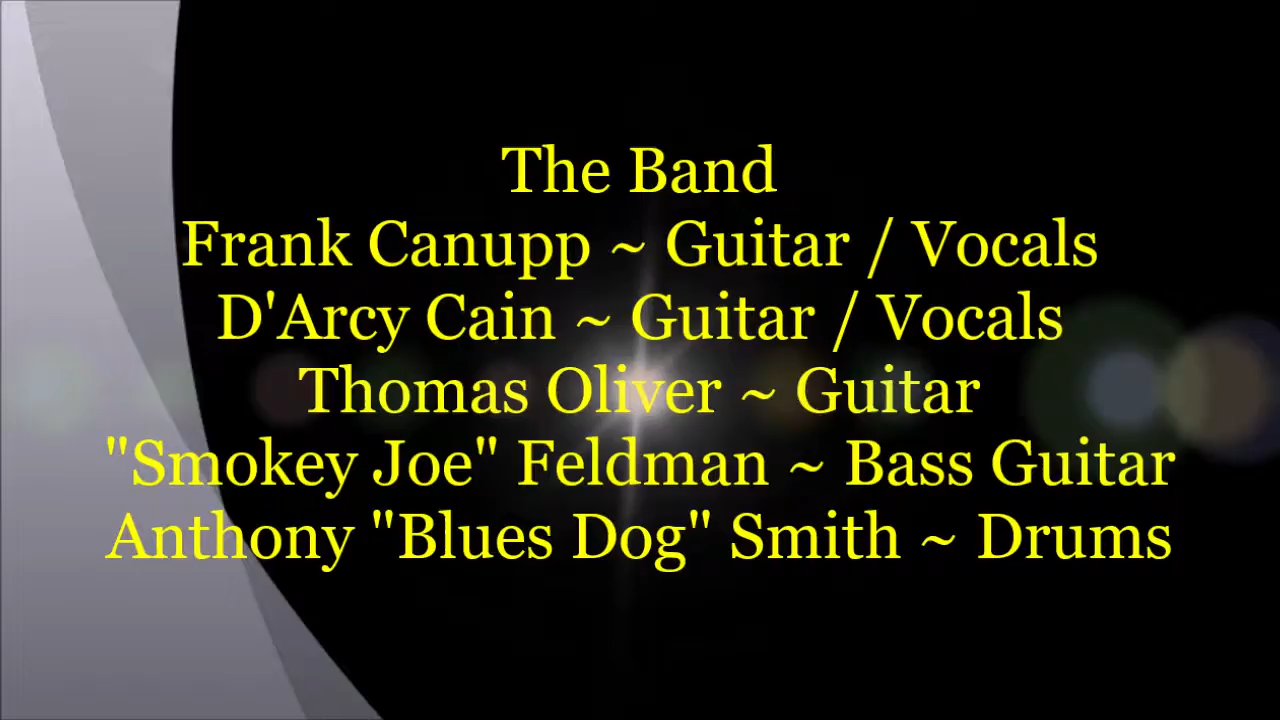 The Band
Frank Canupp ~ Guitar / Vocals
D'Arcy Cain ~ Guitar / Vocals
Thomas Oliver ~ Guitar
"Smokey Joe" Feldman ~ Bass Guitar
Anthony "Blues Dog" Smith ~ Drums